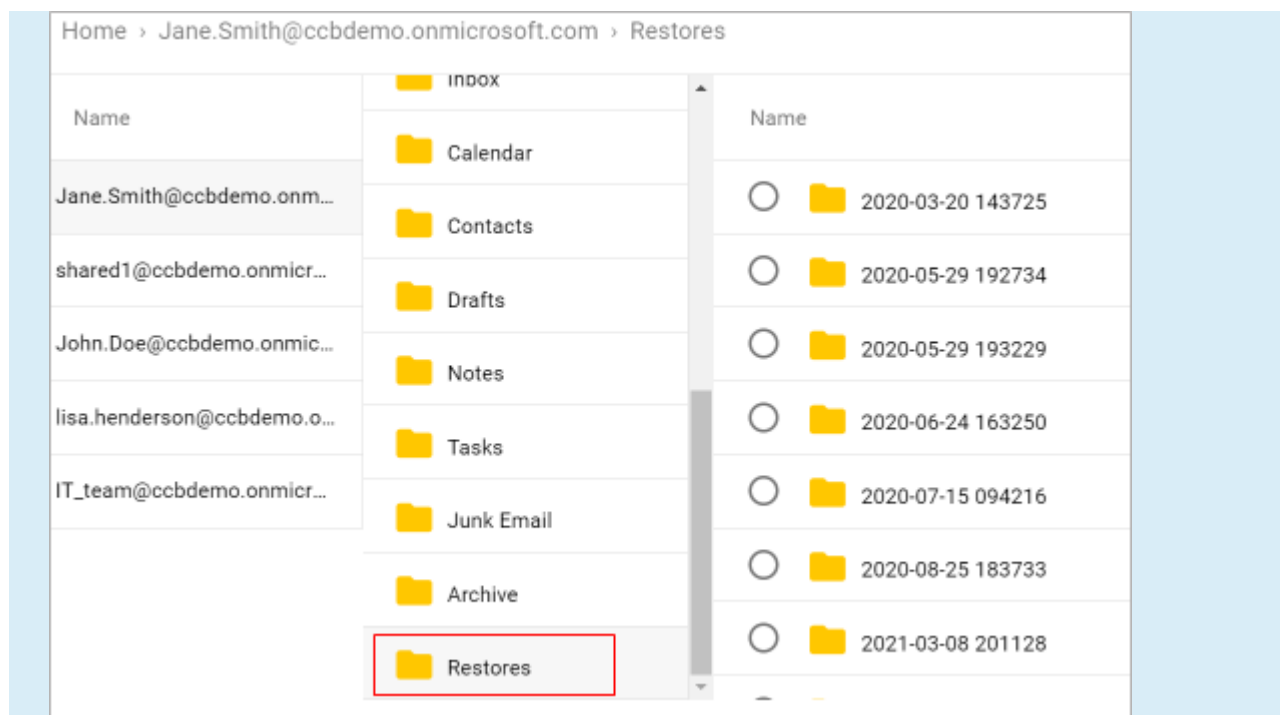 Home › Jane.Smith@ccbdemo.onmicrosoft.com › Restores
Name
Jane.Smith@ccbdemo.onm...
shared1@ccbdemo.onmicr...
John.Doe@ccbdemo.onmic...
lisa.henderson@ccbdemo.o...
IT_team@ccbdemo.onmicr...
Inbox
Calendar
Contacts
Drafts
Notes
Tasks
Junk Email
Archive
Restores
Name
2020-03-20 143725
2020-05-29 192734
2020-05-29 193229
2020-06-24 163250
2020-07-15 094216
2020-08-25 183733
2021-03-08 201128